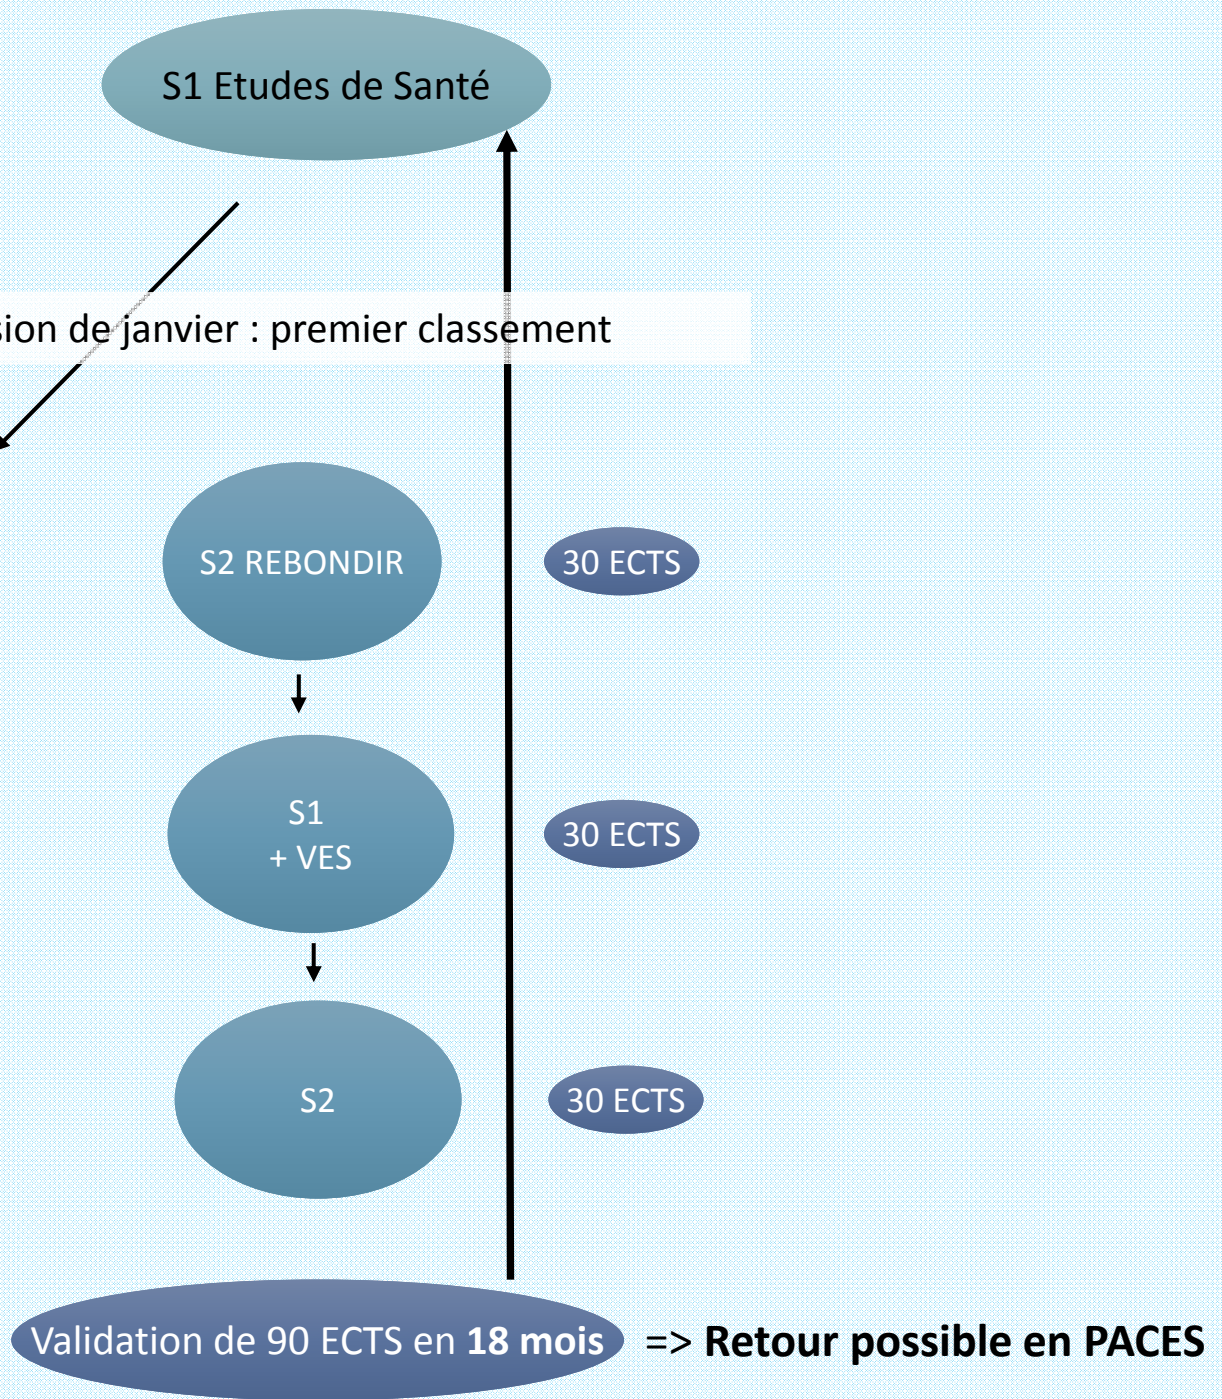 S1 Etudes de Santé
sion de janvier : premier classement
S2 REBONDIR
30 ECTS
S1
+ VES
30 ECTS
S2
30 ECTS
Validation de 90 ECTS en 18 mois => Retour possible en PACES